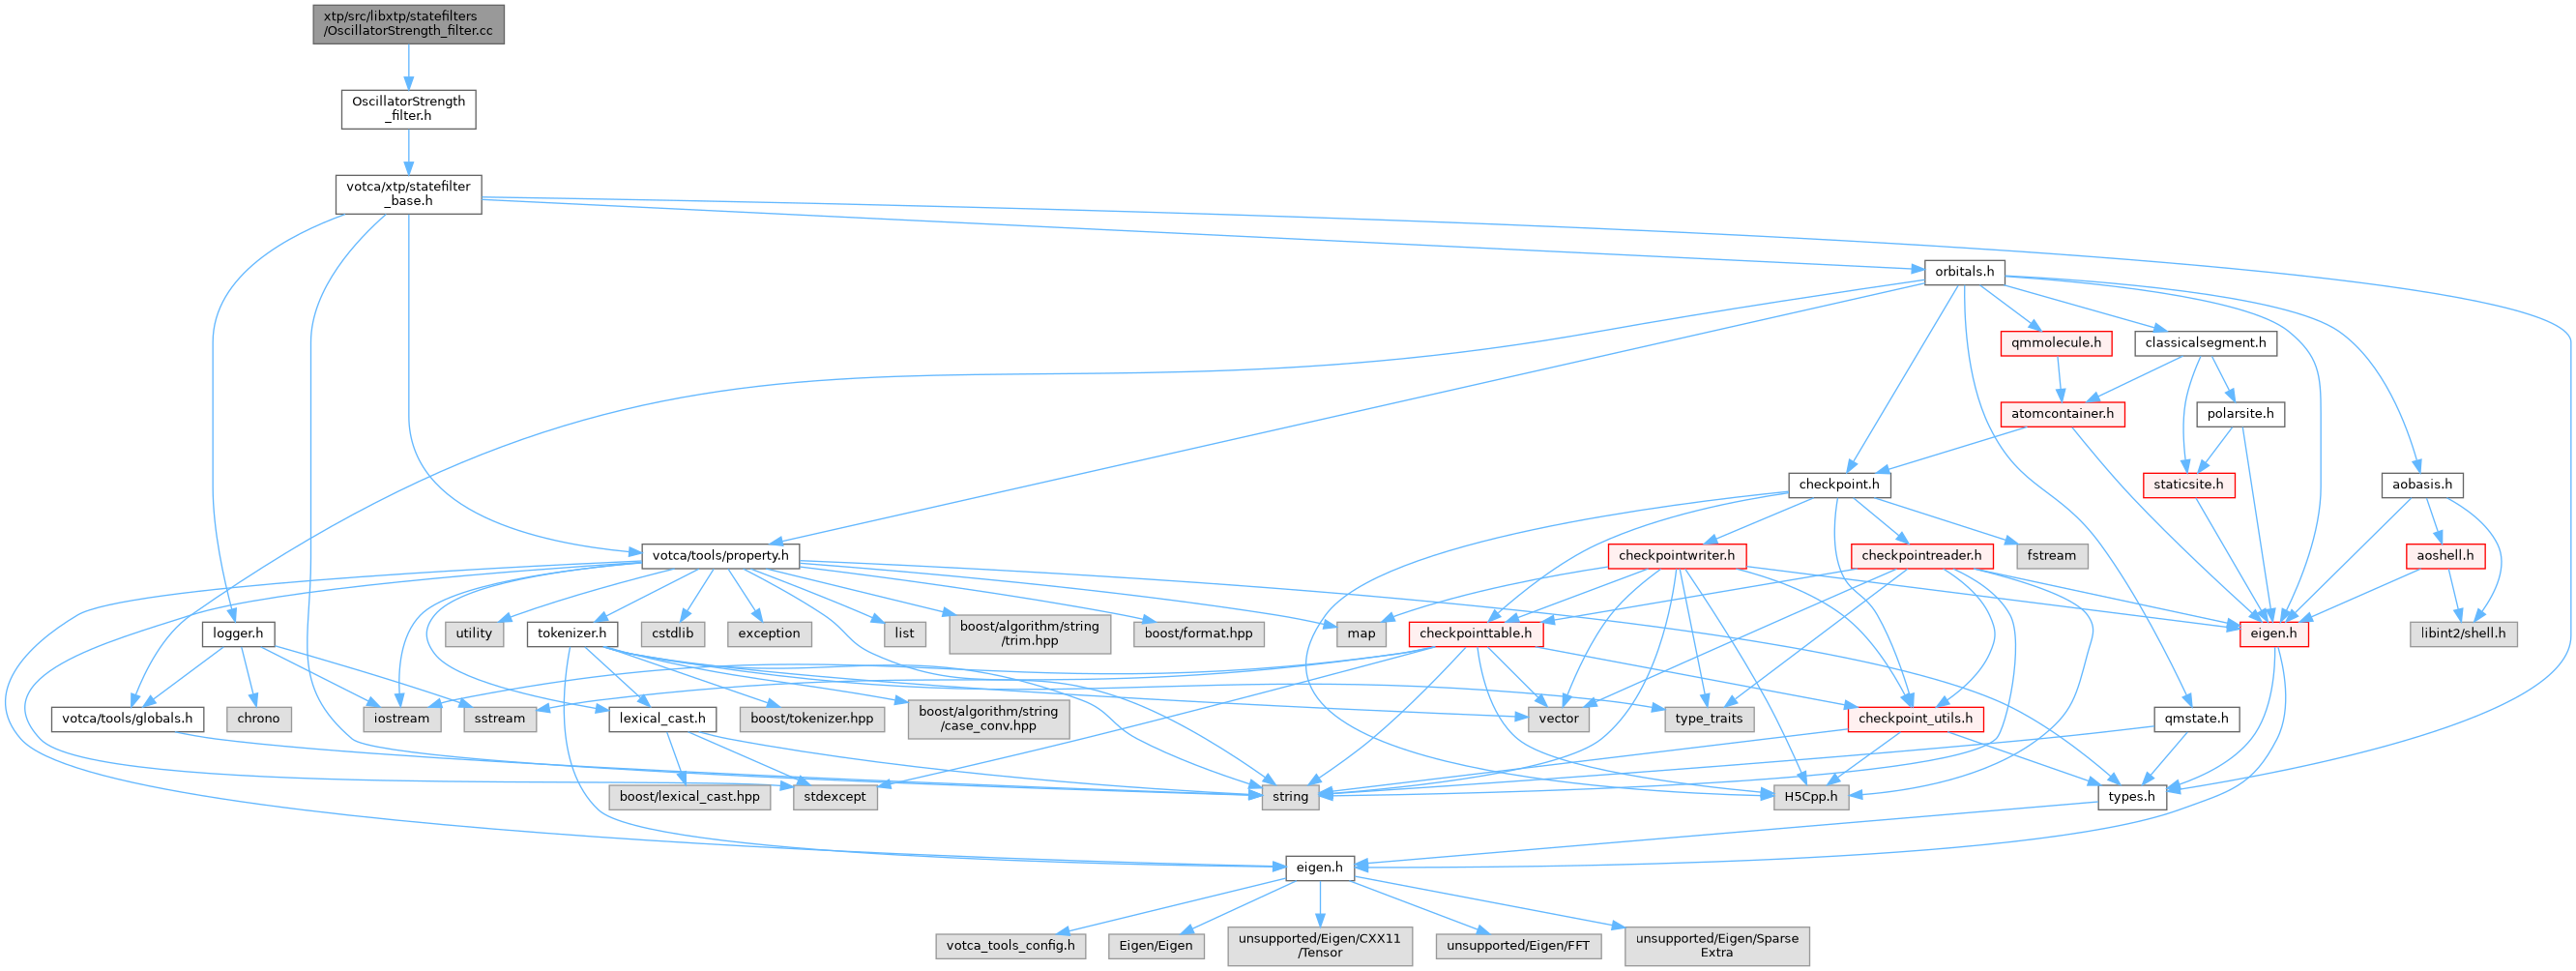 xtp/src/libxtp/statefilters
/OscillatorStrength_filter.cc
OscillatorStrength
_filter.h
votca/xtp/statefilter
_base.h
orbitals.h
qmmolecule.h
classicalsegment.h
atomcontainer.h
polarsite.h
checkpoint.h
staticsite.h
aobasis.h
votca/tools/property.h
checkpointwriter.h
checkpointreader.h
fstream
aoshell.h
logger.h
utility
tokenizer.h
cstdlib
exception
list
boost/algorithm/string
/trim.hpp
boost/format.hpp
map
checkpointtable.h
eigen.h
libint2/shell.h
votca/tools/globals.h
chrono
iostream
sstream
lexical_cast.h
boost/tokenizer.hpp
boost/algorithm/string
/case_conv.hpp
vector
type_traits
checkpoint_utils.h
qmstate.h
boost/lexical_cast.hpp
stdexcept
string
H5Cpp.h
types.h
eigen.h
votca_tools_config.h
Eigen/Eigen
unsupported/Eigen/CXX11
/Tensor
unsupported/Eigen/FFT
unsupported/Eigen/Sparse
Extra